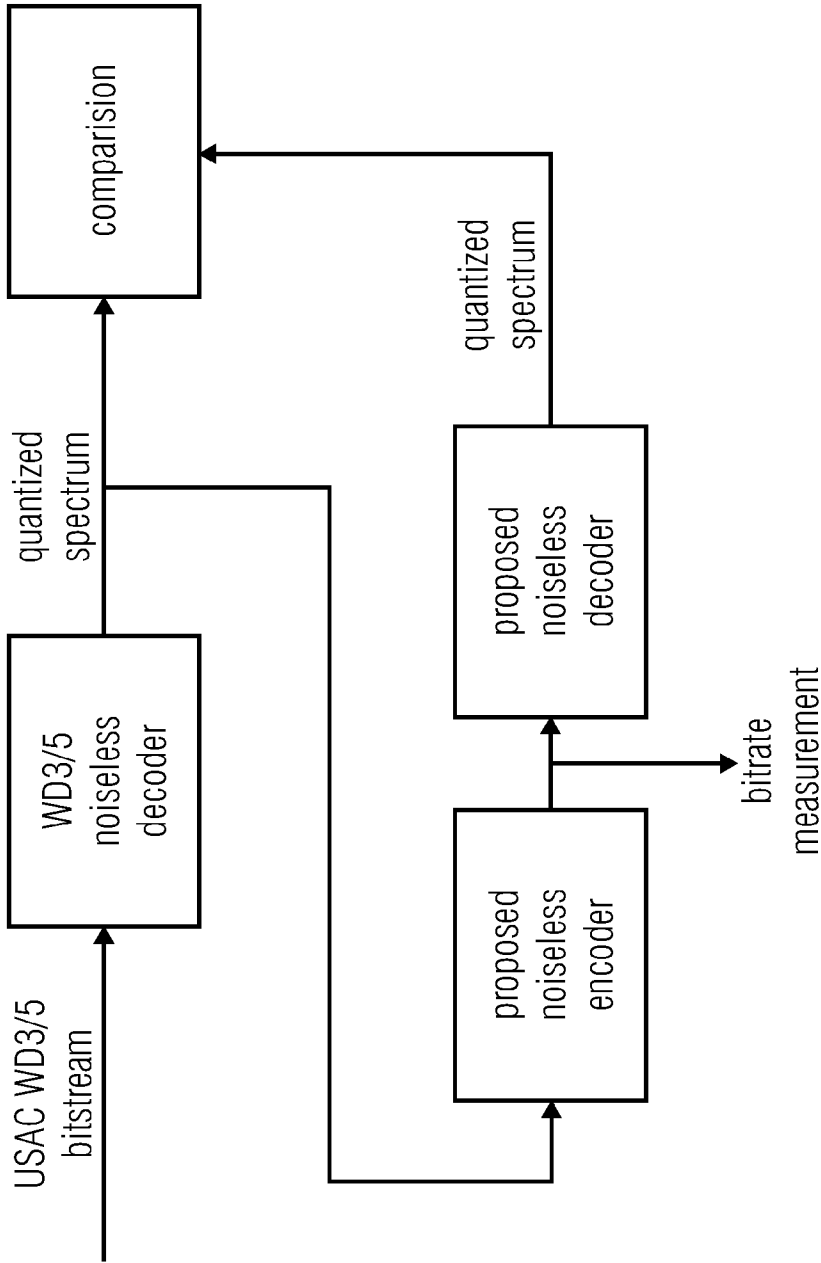 USAC WD3/5
bitstream
WD3/5
noiseless
decoder
quantized
spectrum
comparision
proposed
noiseless
encoder
bitrate
measurement
proposed
noiseless
decoder
quantized
spectrum